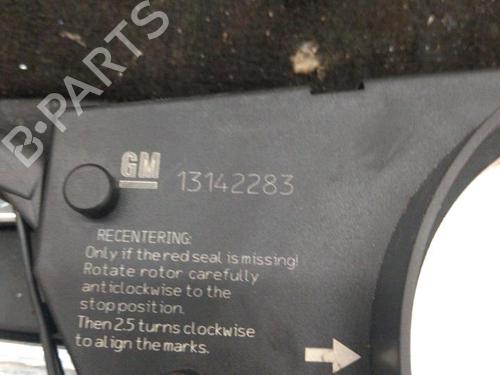 B-PARTS
GM 13142283
RECENTERING:
Only if the red seal is missing!
Rotate rotor carefully
anticlockwise to the
stop position.
Then 2.5 turns clockwise
to align the marks.